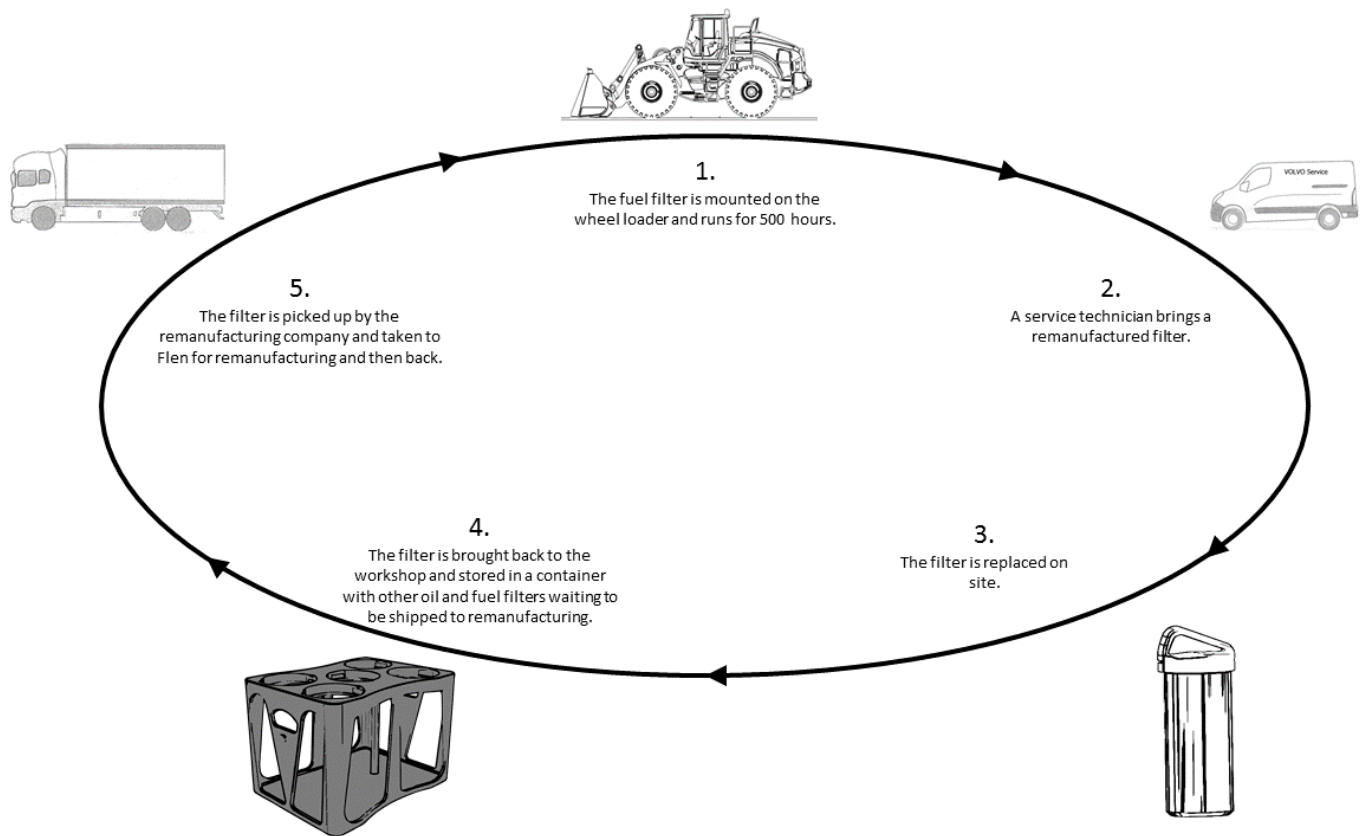 1.
The fuel filter is mounted on the
wheel loader and runs for 500 hours.
VOLVO Service
2.
A service technician brings a
remanufactured filter.
3.
The filter is replaced on
site.
4.
The filter is brought back to the
workshop and stored in a container
with other oil and fuel filters waiting to
be shipped to remanufacturing.
5.
The filter is picked up by the
remanufacturing company and taken to
Flen for remanufacturing and then back.